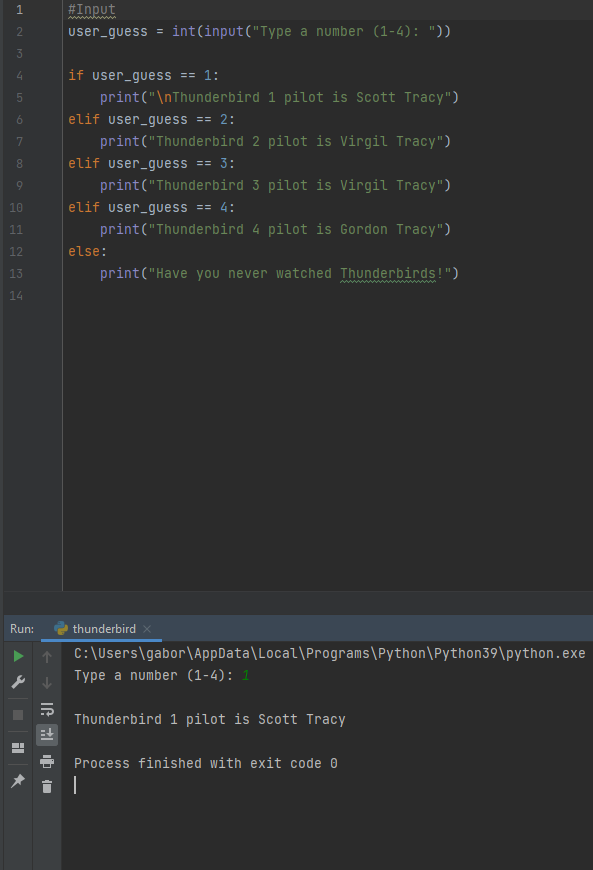 1 #Input
2 user_guess = int(input("Type a number (1-4): "))
3
4 if user_guess == 1:
5     print("\nThunderbird 1 pilot is Scott Tracy")
6 elif user_guess == 2:
7     print("Thunderbird 2 pilot is Virgil Tracy")
8 elif user_guess == 3:
9     print("Thunderbird 3 pilot is Virgil Tracy")
10 elif user_guess == 4:
11     print("Thunderbird 4 pilot is Gordon Tracy")
12 else:
13     print("Have you never watched Thunderbirds!")
14
Run: thunderbird
C:\Users\gabor\AppData\Local\Programs\Python\Python39\python.exe
Type a number (1-4): 1
Thunderbird 1 pilot is Scott Tracy
Process finished with exit code 0